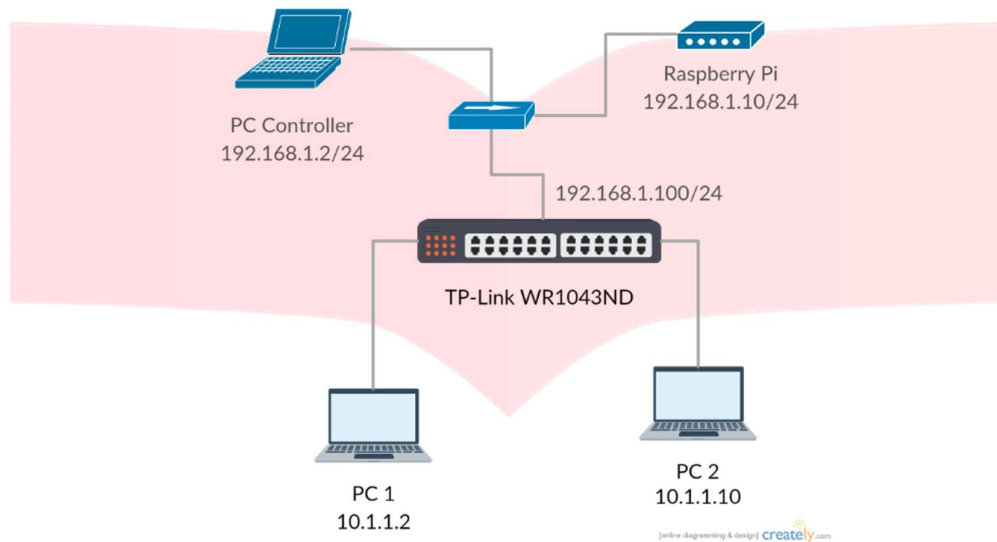 Raspberry Pi
192.168.1.10/24
PC Controller
192.168.1.2/24
192.168.1.100/24
TP-Link WR1043ND
PC 1
10.1.1.2
PC 2
10.1.1.10
[online diagramming & design] creately.com